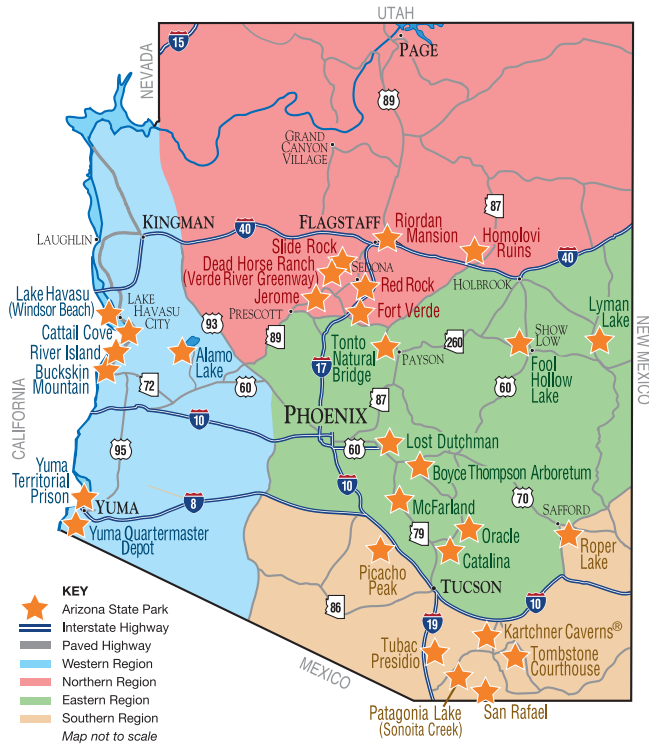 UTAH
NEVADA
15
PAGE
89
GRAND
CANYON
VILLAGE
87
KINGMAN
40
FLAGSTAFF
Riordan
Mansion
Homolovi
Ruins
LAUGHLIN
Slide Rock
SEDONA
40
Dead Horse Ranch
(Verde River Greenway)
Red Rock
HOLBROOK
Jerome
Fort Verde
PRESCOTT
Lake Havasu
(Windsor Beach)
LAKE
HAVASU
CITY
93
89
Lyman
Lake
Cattail Cove
River Island
Alamo
Lake
Tonto
Natural
Bridge
PAYSON
260
SHOW
LOW
Fool
Hollow
Lake
NEW MEXICO
Buckskin
Mountain
72
60
17
87
60
CALIFORNIA
10
PHOENIX
95
60
Lost Dutchman
Boyce Thompson Arboretum
Yuma
Territorial
Prison
10
8
McFarland
70
YUMA
SAFFORD
Yuma Quartermaster
Depot
79
Oracle
Roper
Lake
Catalina
Picacho
Peak
TUCSON
10
86
19
Kartchner Caverns®
Tubac
Presidio
Tombstone
Courthouse
MEXICO
Patagonia Lake
(Sonoita Creek)
San Rafael
KEY
Arizona State Park
Interstate Highway
Paved Highway
Western Region
Northern Region
Eastern Region
Southern Region
Map not to scale